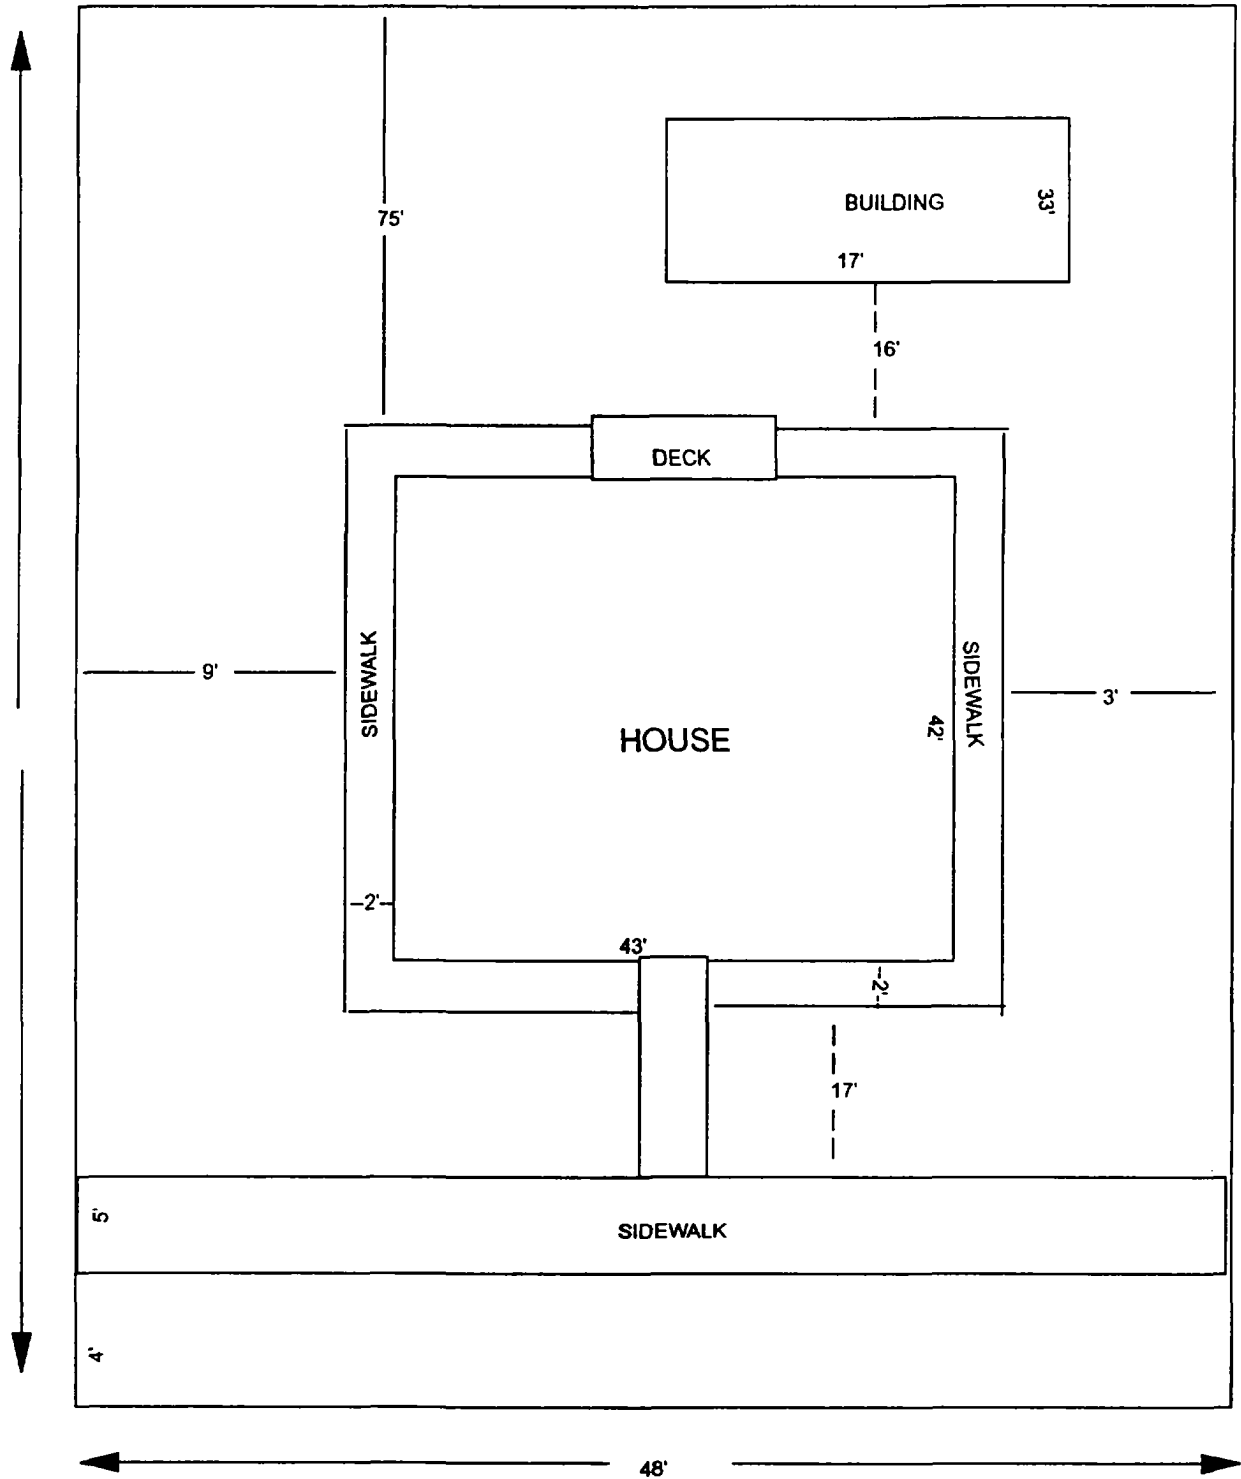 75'
BUILDING
33'
17'
16'
DECK
SIDEWALK
SIDEWALK
9'
3'
42'
HOUSE
2'
43'
2'
17'
5'
SIDEWALK
4'
48'